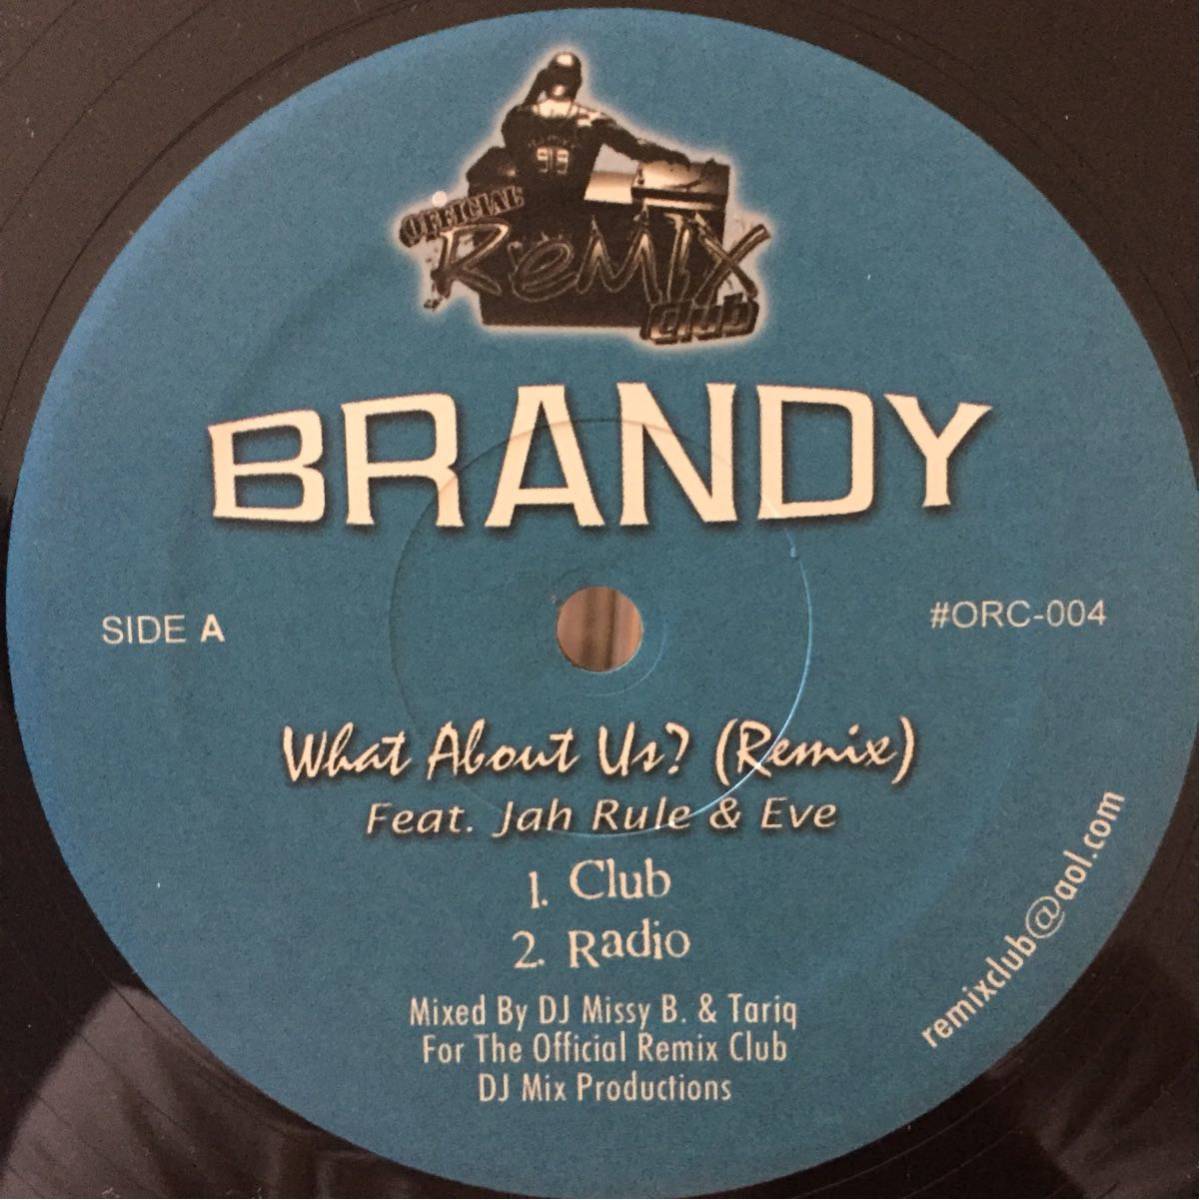 98
OFFICIAL
ReMIX
club
BRANDY
SIDE A
#ORC-004
What About Us? (Remix)
Feat. Jah Rule & Eve
1. Club
2. Radio
Mixed By DJ Missy B. & Tariq
For The Official Remix Club
DJ Mix Productions
remixclub@aol.com